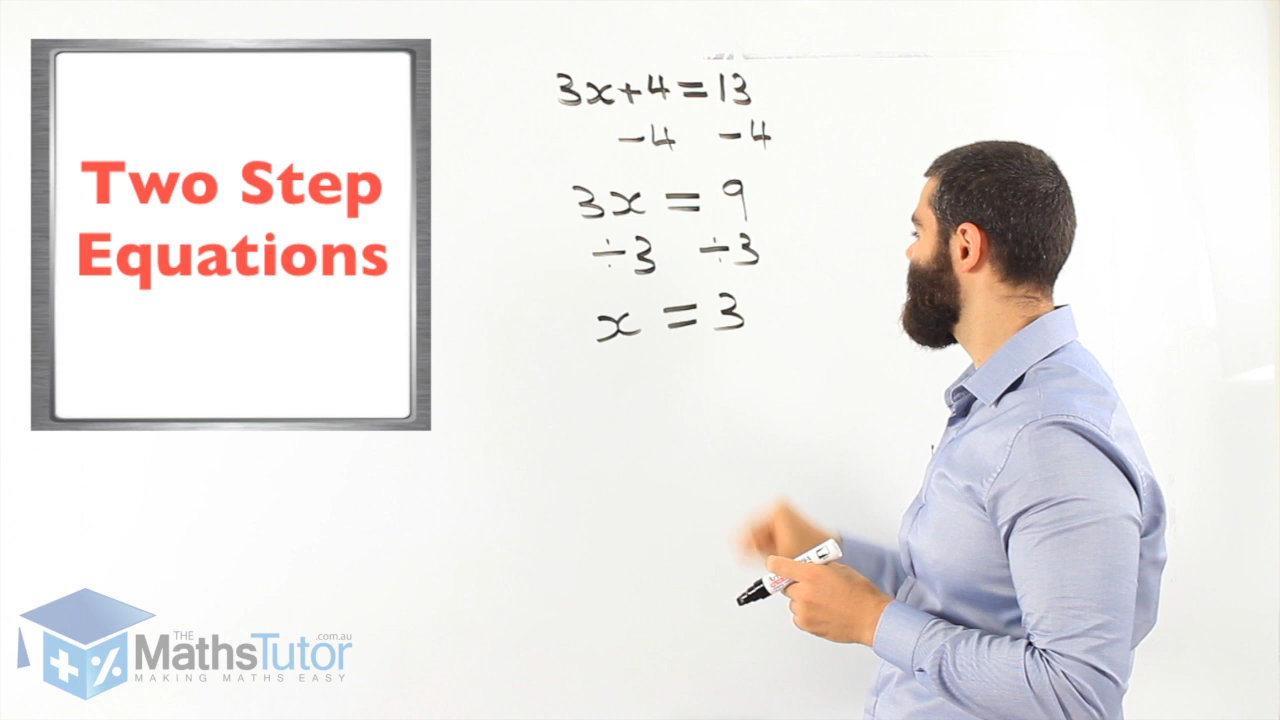 Two Step
Equations
3x+4=13
-4 -4
3x = 9
÷3 ÷3
x = 3
THE
MathsTutor
.com.au
MAKING MATHS EASY